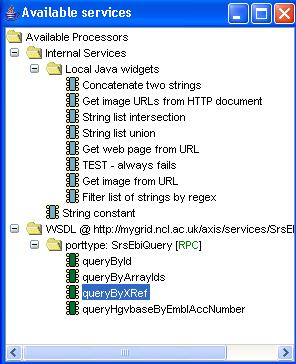 Available services
Available Processors
Internal Services
Local Java widgets
Concatenate two strings
Get image URLs from HTTP document
String list intersection
String list union
Get web page from URL
TEST - always fails
Get image from URL
Filter list of strings by regex
String constant
WSDL @ http://mygrid.ncl.ac.uk/axis/services/Srs
porttype: SrsEbiQuery [RPC]
queryById
queryByArrayIds
queryByXRef
queryHgvbaseByEmblAccNumber